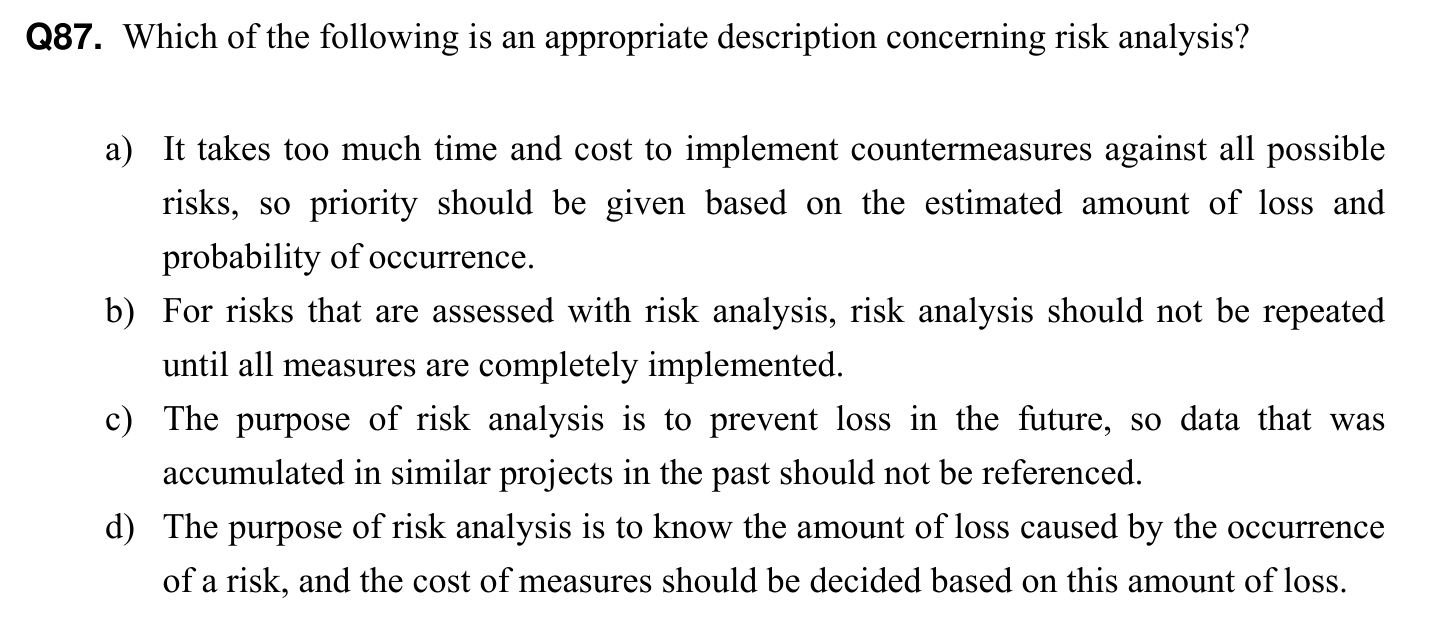 Q87. Which of the following is an appropriate description concerning risk analysis?
a) It takes too much time and cost to implement countermeasures against all possible
risks, so priority should be given based on the estimated amount of loss and
probability of occurrence.
b) For risks that are assessed with risk analysis, risk analysis should not be repeated
until all measures are completely implemented.
c) The purpose of risk analysis is to prevent loss in the future, so data that was
accumulated in similar projects in the past should not be referenced.
d) The purpose of risk analysis is to know the amount of loss caused by the occurrence
of a risk, and the cost of measures should be decided based on this amount of loss.